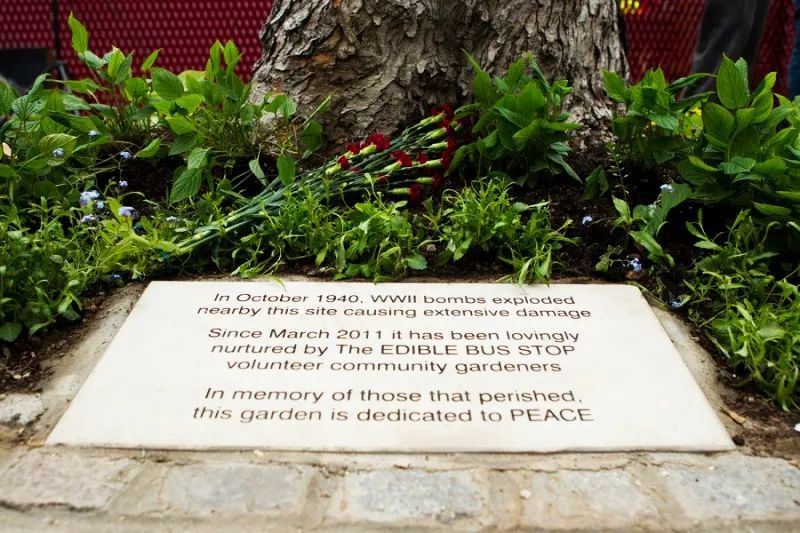 In October 1940, WWII bombs exploded
nearby this site causing extensive damage
Since March 2011 it has been lovingly
nurtured by The EDIBLE BUS STOP
volunteer community gardeners
In memory of those that perished,
this garden is dedicated to PEACE